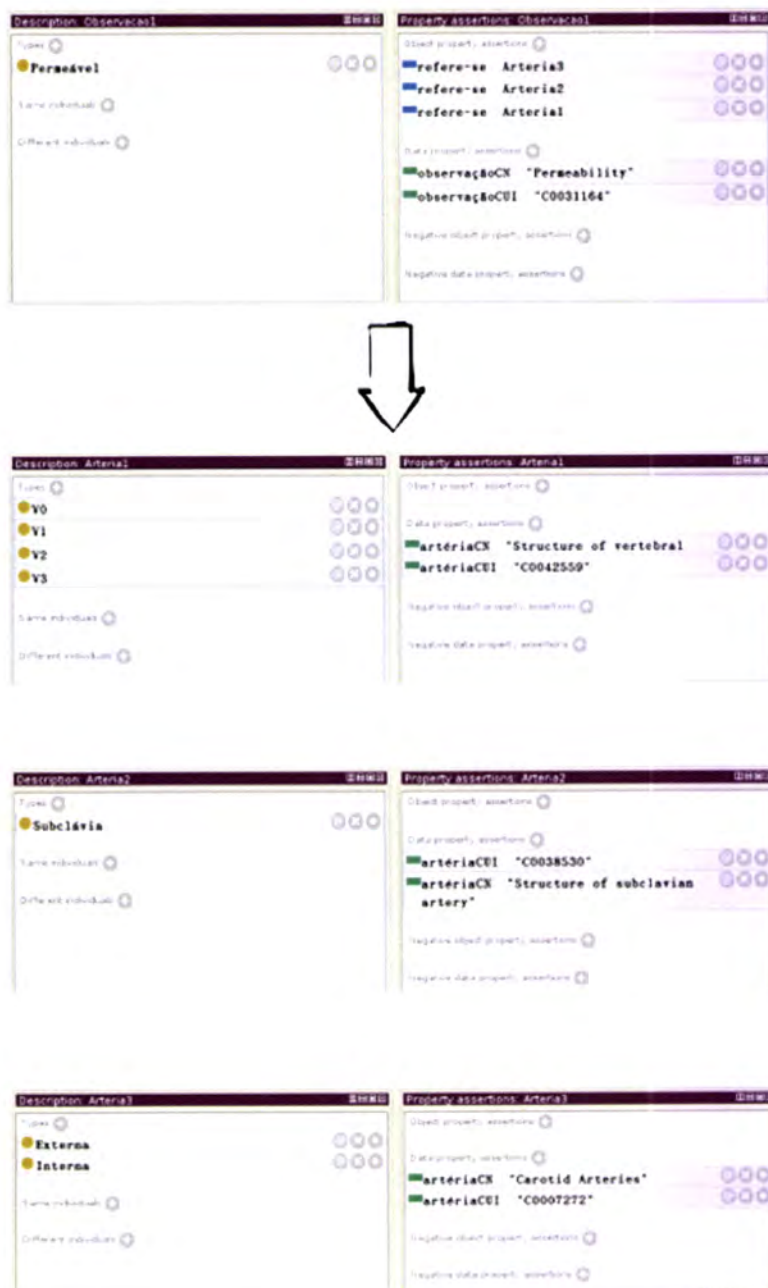 Description: Observacao1
Types
Permeável
Same individuals
Different individuals
Property assertions: Observacao1
Object property assertions
refere-se Arteria3
refere-se Arteria2
refere-se Arteria1
Data property assertions
observaçãoCN "Permeability"
observaçãoCUI "C0031164"
Negative object property assertions
Negative data property assertions
Description: Arteria1
Types
V0
V1
V2
V3
Same individuals
Different individuals
Property assertions: Arteria1
Object property assertions
Data property assertions
artériaCN "Structure of vertebral
artériaCUI "C0042559"
Negative object property assertions
Negative data property assertions
Description: Arteria2
Types
Subclávia
Same individuals
Different individuals
Property assertions: Arteria2
Object property assertions
Data property assertions
artériaCUI "C0038530"
artériaCN "Structure of subclavian
artery"
Negative object property assertions
Negative data property assertions
Description: Arteria3
Types
Externa
Interna
Same individuals
Different individuals
Property assertions: Arteria3
Object property assertions
Data property assertions
artériaCN "Carotid Arteries"
artériaCUI "C0007272"
Negative object property assertions
Negative data property assertions